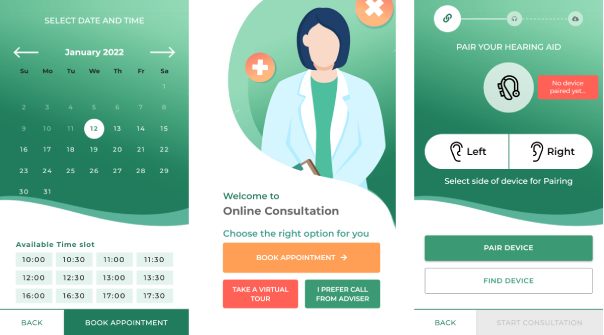 SELECT DATE AND TIME
January 2022
Su Mo Tu We Th Fr Sa
1
2 3 4 5 6 7 8
9 10 11 12 13 14 15
16 17 18 19 20 21 22
23 24 25 26 27 28 29
30 31
Available Time slot
10:00 10:30 11:00 11:30
12:00 12:30 13:00 13:30
16:00 16:30 17:00 17:30
BACK BOOK APPOINTMENT
Welcome to
Online Consultation
Choose the right option for you
BOOK APPOINTMENT →
TAKE A VIRTUAL
TOUR
I PREFER CALL
FROM ADVISER
PAIR YOUR HEARING AID
No device
paired yet...
Left Right
Select side of device for Pairing
PAIR DEVICE
FIND DEVICE
BACK START CONSULTATION